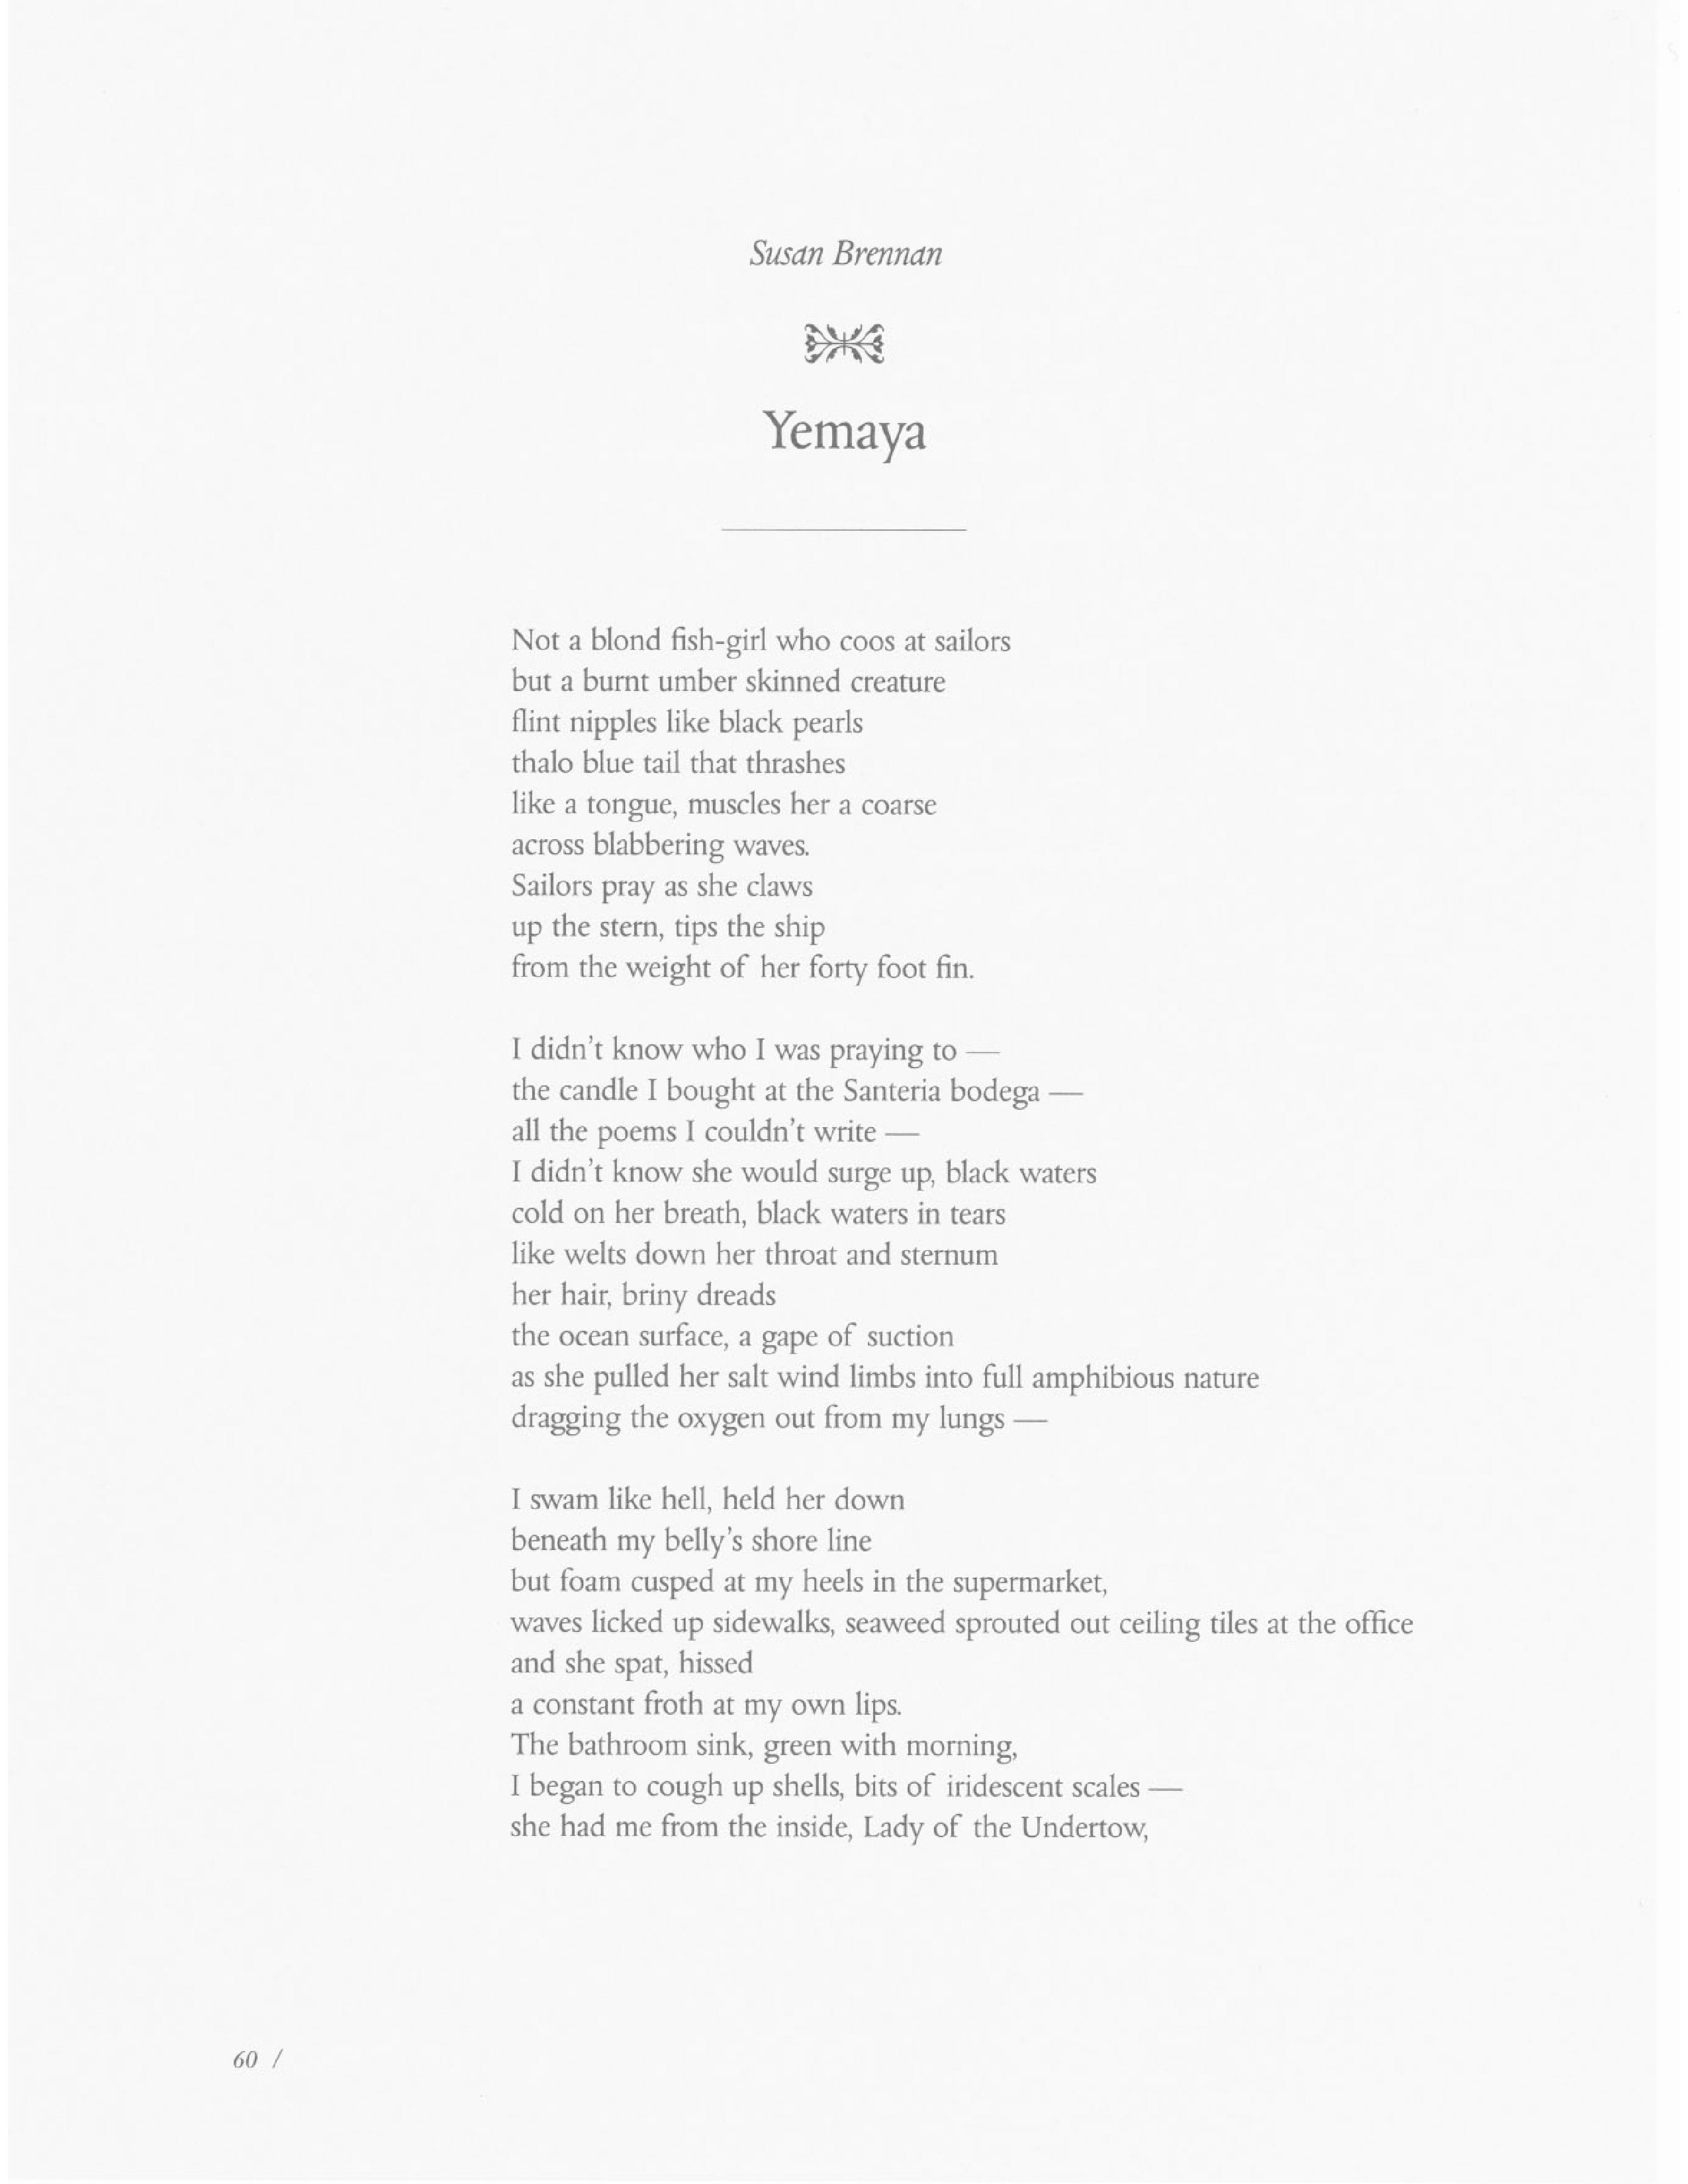 Susan Brennan
Yemaya
Not a blond fish-girl who coos at sailors
but a burnt umber skinned creature
flint nipples like black pearls
thalo blue tail that thrashes
like a tongue, muscles her a coarse
across blabbering waves.
Sailors pray as she claws
up the stern, tips the ship
from the weight of her forty foot fin.
I didn't know who I was praying to —
the candle I bought at the Santeria bodega —
all the poems I couldn't write —
I didn't know she would surge up, black waters
cold on her breath, black waters in tears
like welts down her throat and sternum
her hair, briny dreads
the ocean surface, a gape of suction
as she pulled her salt wind limbs into full amphibious nature
dragging the oxygen out from my lungs —
I swam like hell, held her down
beneath my belly's shore line
but foam cusped at my heels in the supermarket,
waves licked up sidewalks, seaweed sprouted out ceiling tiles at the office
and she spat, hissed
a constant froth at my own lips.
The bathroom sink, green with morning,
I began to cough up shells, bits of iridescent scales —
she had me from the inside, Lady of the Undertow,
60 /